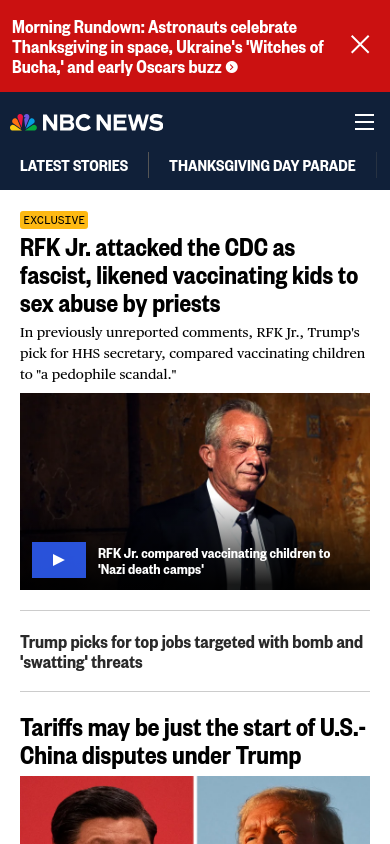 Morning Rundown: Astronauts celebrate
Thanksgiving in space, Ukraine's 'Witches of
Bucha,' and early Oscars buzz
NBC NEWS
LATEST STORIES
THANKSGIVING DAY PARADE
EXCLUSIVE
RFK Jr. attacked the CDC as
fascist, likened vaccinating kids to
sex abuse by priests
In previously unreported comments, RFK Jr., Trump's
pick for HHS secretary, compared vaccinating children
to "a pedophile scandal."
RFK Jr. compared vaccinating children to
'Nazi death camps'
Trump picks for top jobs targeted with bomb and
'swatting' threats
Tariffs may be just the start of U.S.-
China disputes under Trump